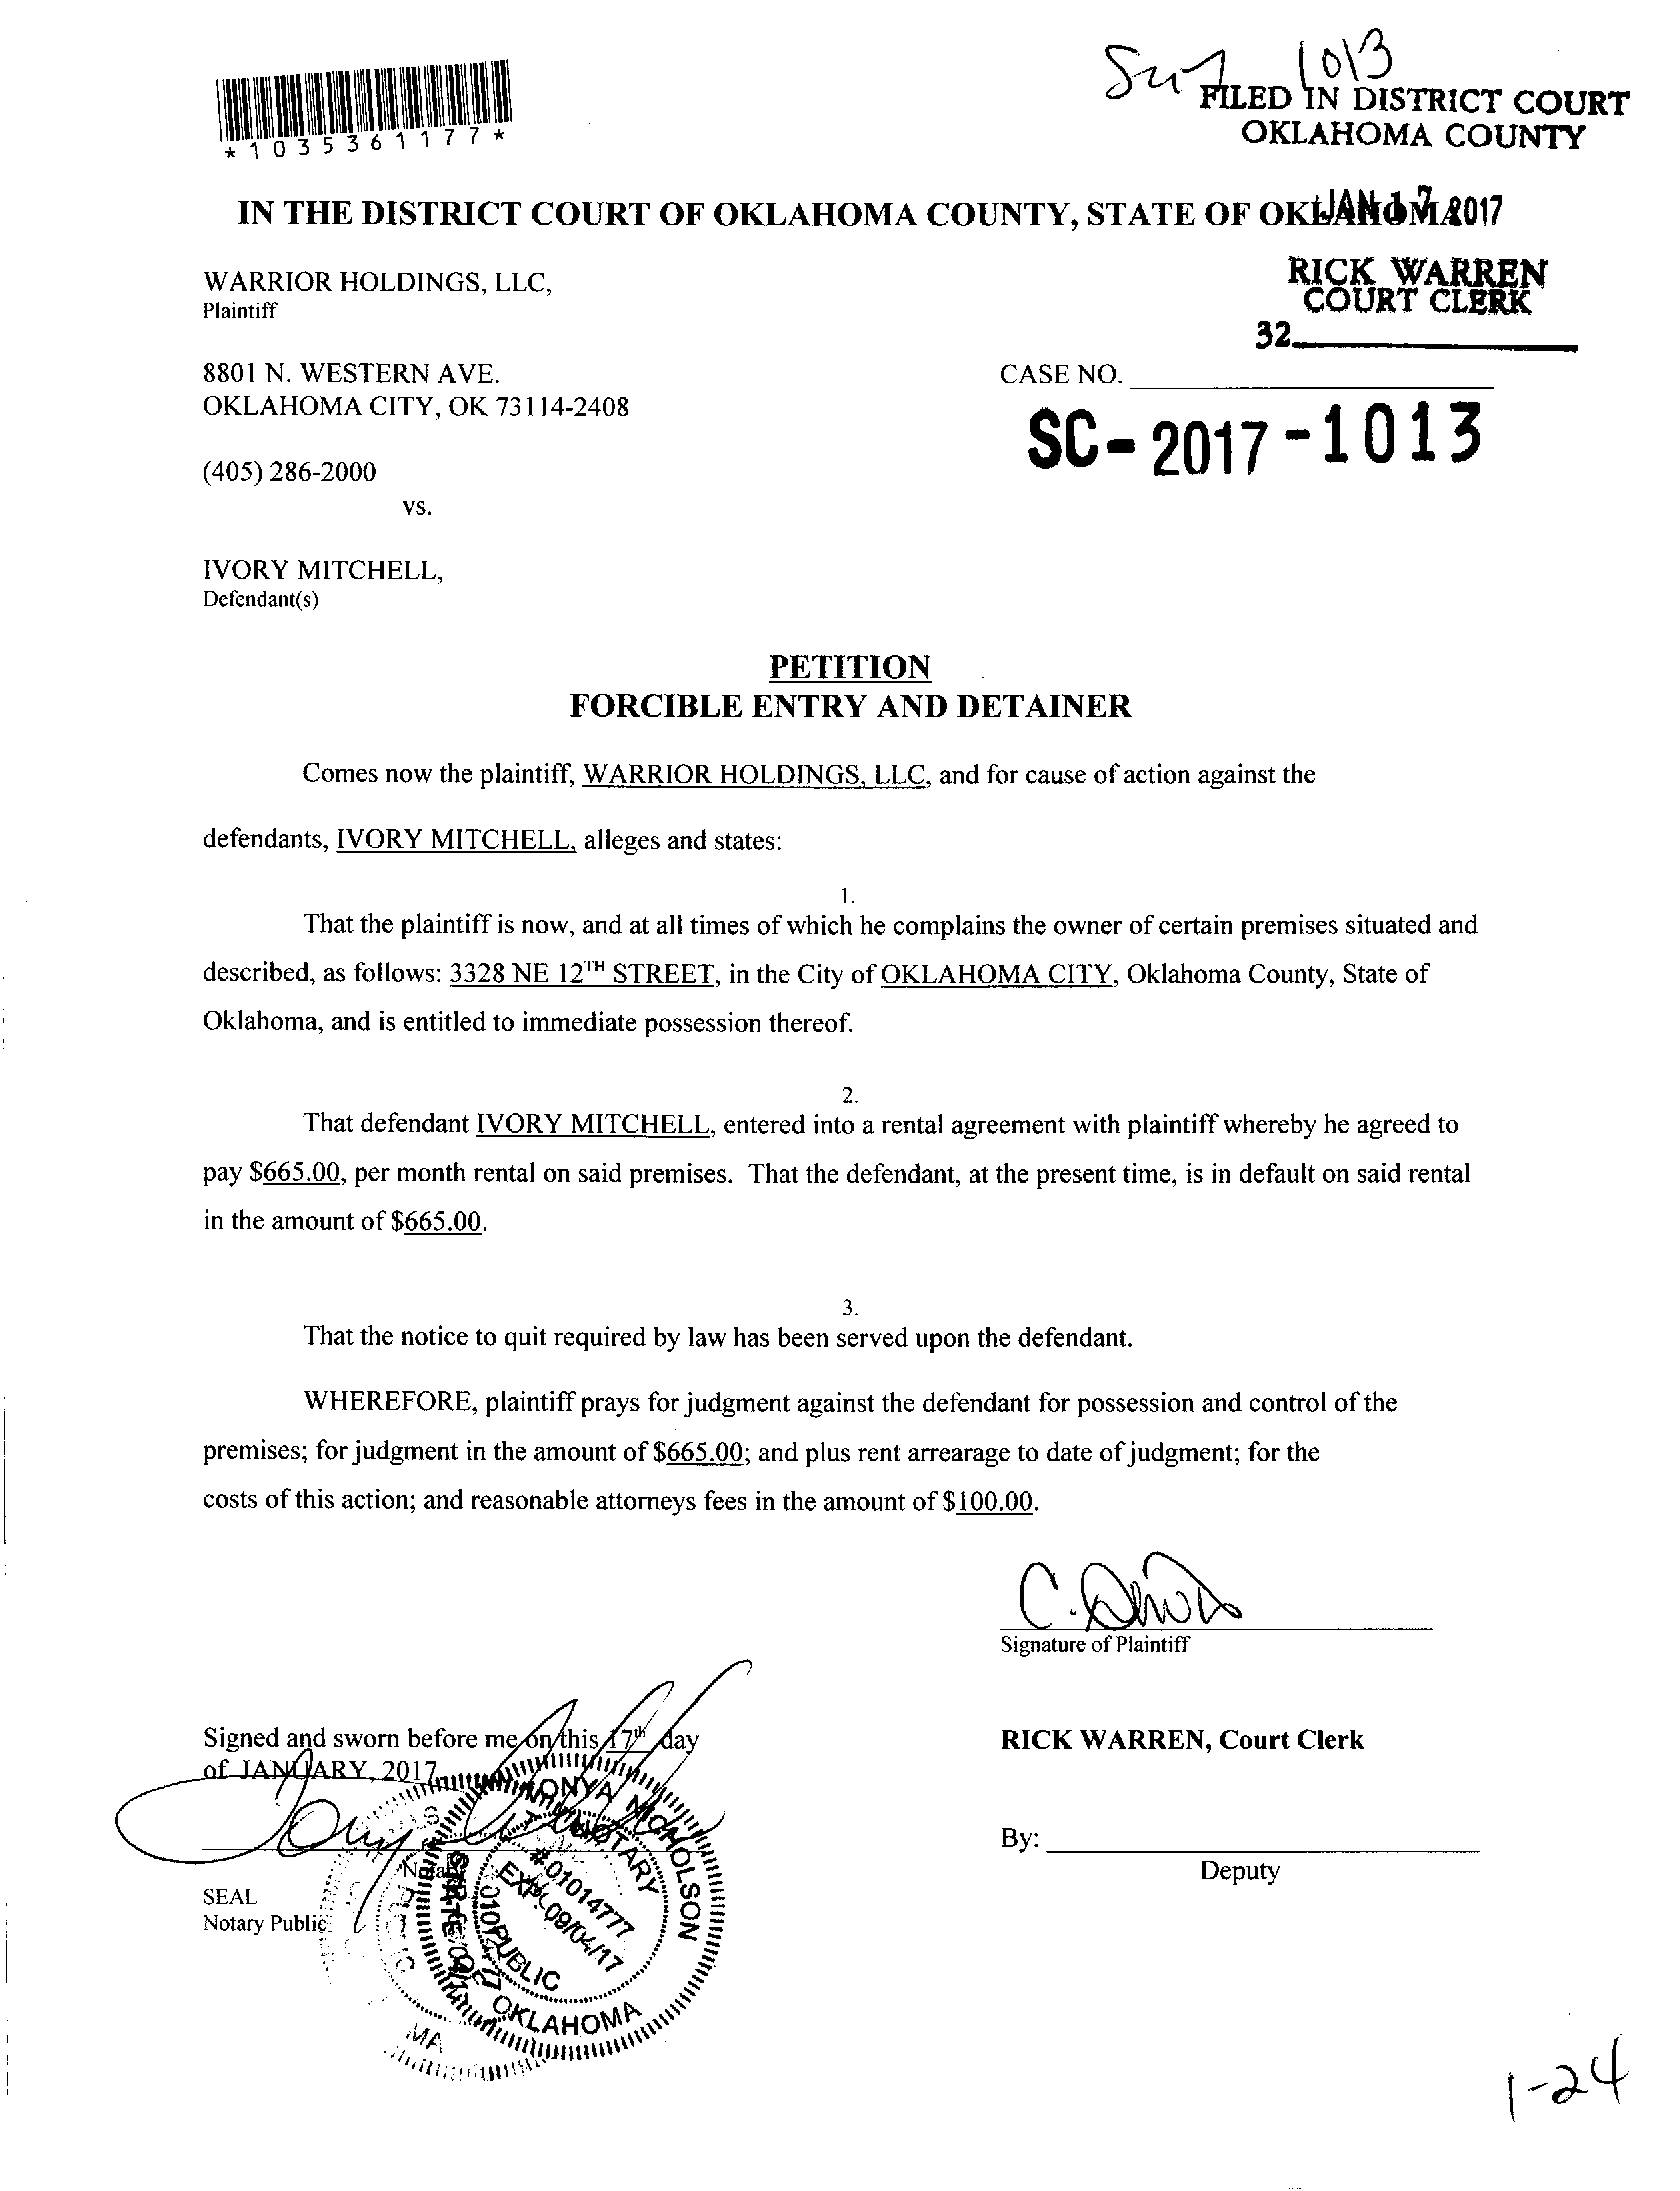 1013
FILED IN DISTRICT COURT
OKLAHOMA COUNTY
*1035361177*
IN THE DISTRICT COURT OF OKLAHOMA COUNTY, STATE OF OKLAHOMA
JAN 17 2017
WARRIOR HOLDINGS, LLC,
Plaintiff
RICK WARREN
COURT CLERK
32
8801 N. WESTERN AVE.
OKLAHOMA CITY, OK 73114-2408
CASE NO.
SC-2017-1013
(405) 286-2000
vs.
IVORY MITCHELL,
Defendant(s)
PETITION
FORCIBLE ENTRY AND DETAINER
Comes now the plaintiff, WARRIOR HOLDINGS, LLC, and for cause of action against the
defendants, IVORY MITCHELL, alleges and states:
1.
That the plaintiff is now, and at all times of which he complains the owner of certain premises situated and
described, as follows: 3328 NE 12TH STREET, in the City of OKLAHOMA CITY, Oklahoma County, State of
Oklahoma, and is entitled to immediate possession thereof.
2.
That defendant IVORY MITCHELL, entered into a rental agreement with plaintiff whereby he agreed to
pay $665.00, per month rental on said premises. That the defendant, at the present time, is in default on said rental
in the amount of $665.00.
3.
That the notice to quit required by law has been served upon the defendant.
WHEREFORE, plaintiff prays for judgment against the defendant for possession and control of the
premises; for judgment in the amount of $665.00; and plus rent arrearage to date of judgment; for the
costs of this action; and reasonable attorneys fees in the amount of $100.00.
Signature of Plaintiff
Signed and sworn before me on this 17th day
of JANUARY, 2017
RICK WARREN, Court Clerk
By:
Deputy
Notary
SEAL
Notary Public
TONYA NICHOLSON
NOTARY
#01014777
EXP. 09/04/17
PUBLIC
STATE OF
OKLAHOMA
1-24